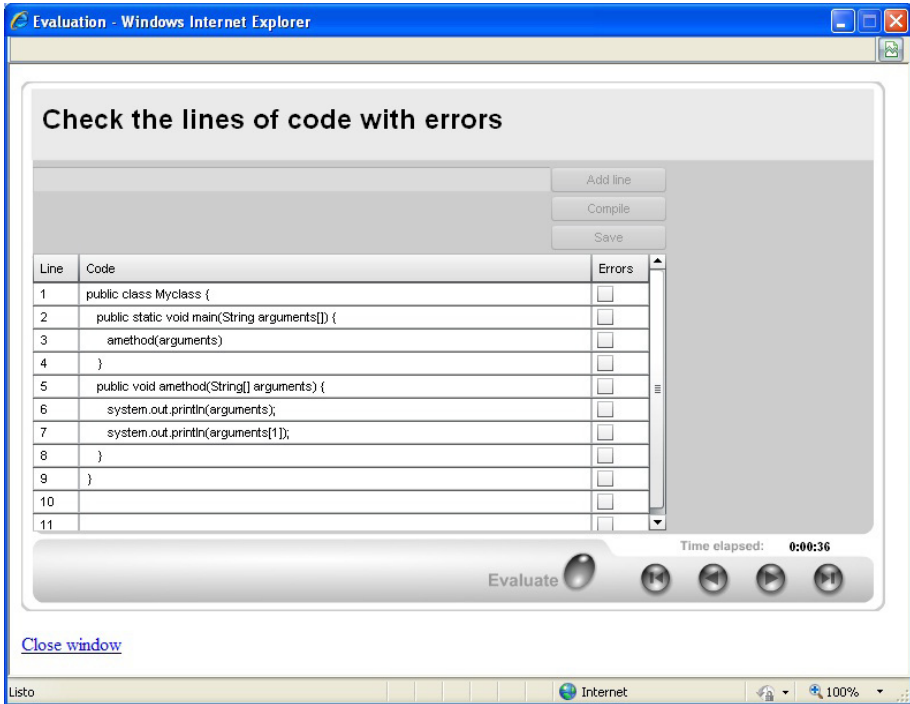 Evaluation - Windows Internet Explorer
Check the lines of code with errors
Add line
Compile
Save
Line Code Errors
1 public class Myclass {
2 public static void main(String arguments[]) {
3 amethod(arguments)
4 }
5 public void amethod(String[] arguments) {
6 system.out.println(arguments);
7 system.out.println(arguments[1]);
8 }
9 }
10
11
Time elapsed: 0:00:36
Evaluate
Close window
Listo Internet 100%